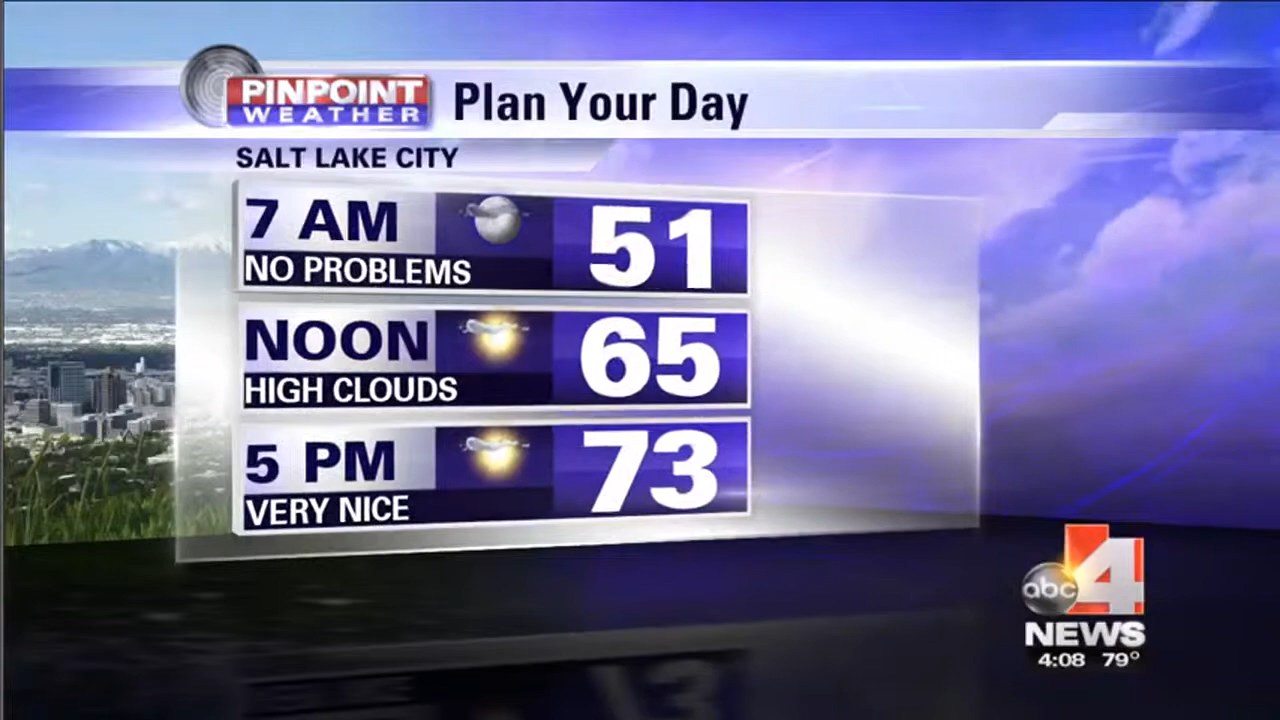 PINPOINT
WEATHER
Plan Your Day
SALT LAKE CITY
7 AM
51
NO PROBLEMS
NOON
65
HIGH CLOUDS
5 PM
73
VERY NICE
abc 4
NEWS
4:08 79°